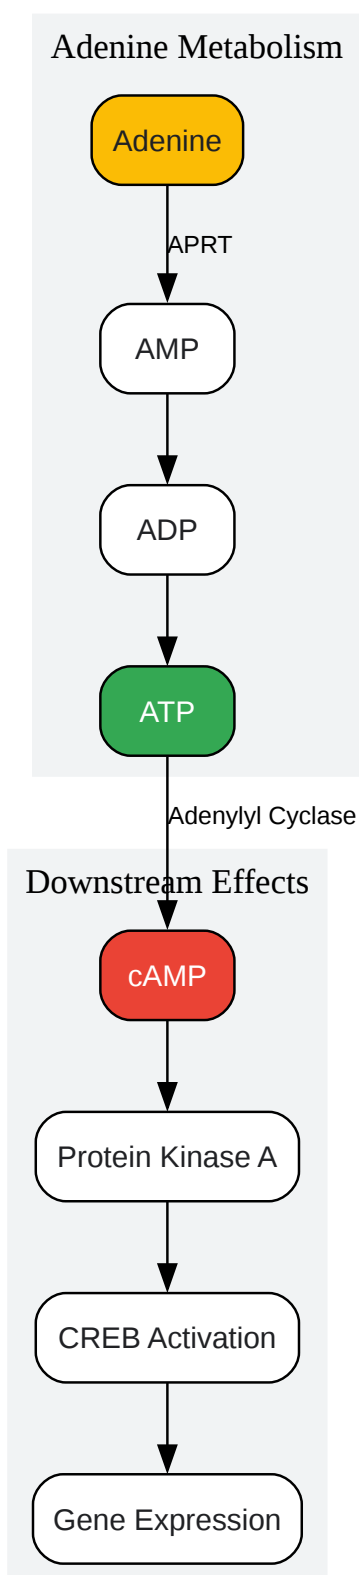 Adenine Metabolism
Adenine
APRT
AMP
ADP
ATP
Adenylyl Cyclase
Downstream Effects
cAMP
Protein Kinase A
CREB Activation
Gene Expression